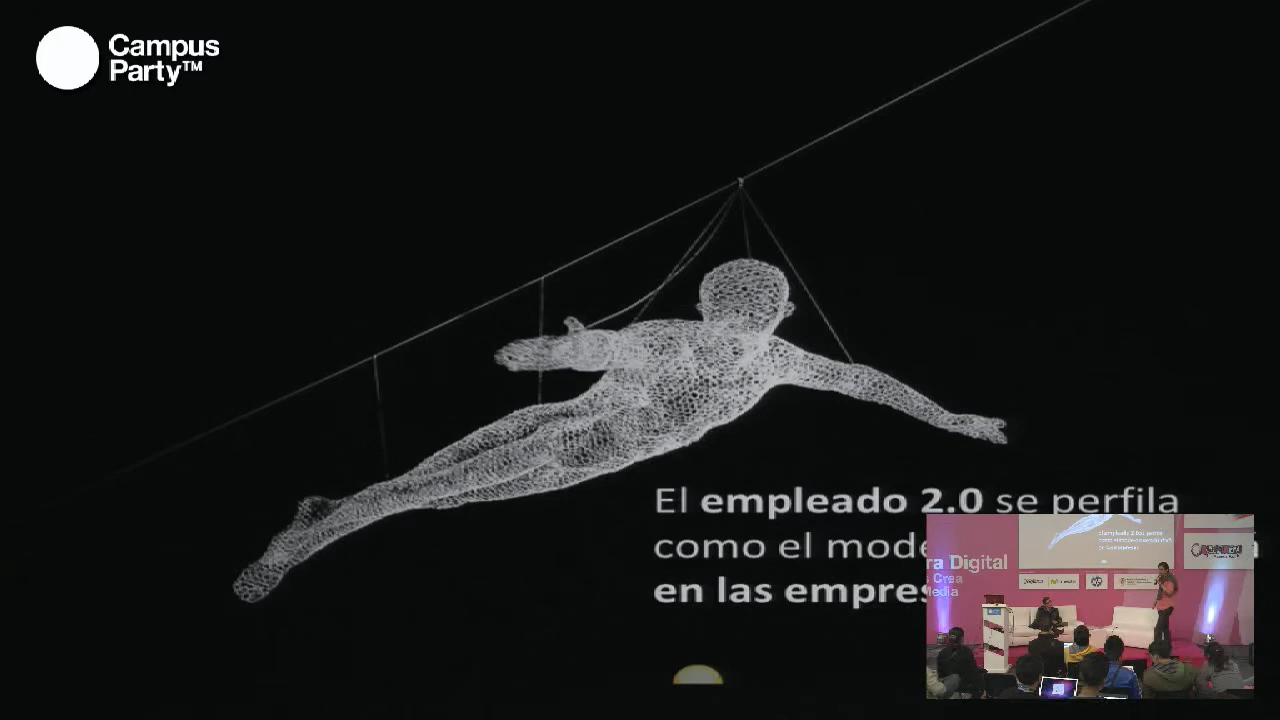 Campus
Party™
El empleado 2.0 se perfila
como el mode
en las empres
ra Digital
Crea
Media